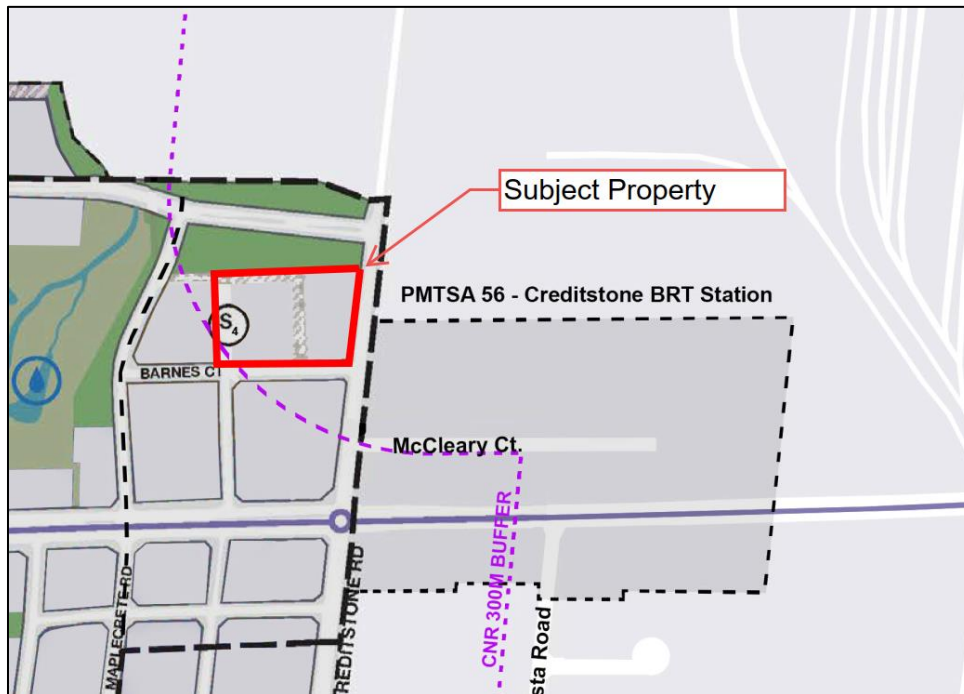 Subject Property
PMTSA 56 - Creditstone BRT Station
S4
BARNES CT
McCleary Ct.
CNR 300M BUFFER
MAPLECRETE RD
REDITSTONE RD
sta Road